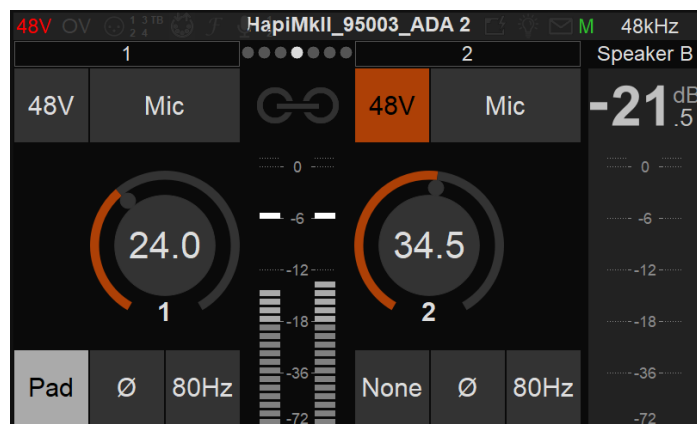 48V OV 1 3 TB 2 4 F HapiMkII_95003_ADA 2 M 48kHz
1 2 Speaker B
48V Mic 48V Mic -21.5 dB
0 0
-6 -6
24.0 34.5
-12 -12
1 2
-18 -18
Pad Ø 80Hz -36 None Ø 80Hz -36
-72 -72